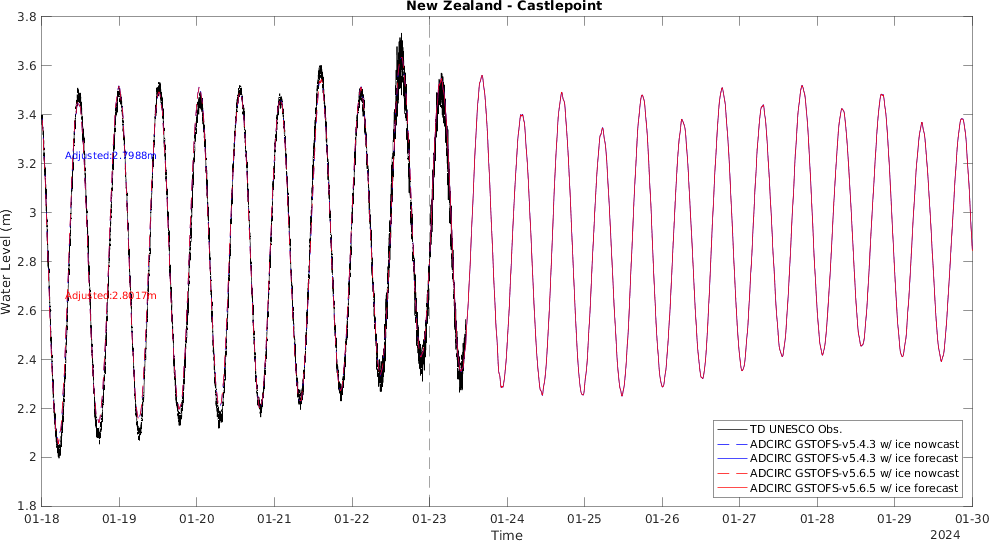 New Zealand - Castlepoint
3.8
3.6
3.4
3.2
3
2.8
2.6
2.4
2.2
2
1.8
Water Level (m)
Adjusted:2.7988m
Adjusted:2.8017m
TD UNESCO Obs.
ADCIRC GSTOFS-v5.4.3 w/ ice nowcast
ADCIRC GSTOFS-v5.4.3 w/ ice forecast
ADCIRC GSTOFS-v5.6.5 w/ ice nowcast
ADCIRC GSTOFS-v5.6.5 w/ ice forecast
01-18 01-19 01-20 01-21 01-22 01-23 01-24 01-25 01-26 01-27 01-28 01-29 01-30
Time
2024